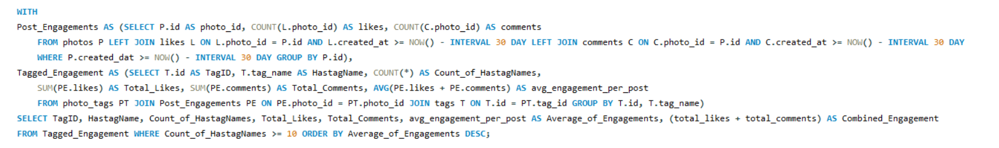 WITH
Post_Engagements AS (SELECT P.id AS photo_id, COUNT(L.photo_id) AS likes, COUNT(C.photo_id) AS comments
FROM photos P LEFT JOIN likes L ON L.photo_id = P.id AND L.created_at >= NOW() - INTERVAL 30 DAY LEFT JOIN comments C ON C.photo_id = P.id AND C.created_at >= NOW() - INTERVAL 30 DAY
WHERE P.created_dat >= NOW() - INTERVAL 30 DAY GROUP BY P.id),
Tagged_Engagement AS (SELECT T.id AS TagID, T.tag_name AS HastagName, COUNT(*) AS Count_of_HastagNames,
SUM(PE.likes) AS Total_Likes, SUM(PE.comments) AS Total_Comments, AVG(PE.likes + PE.comments) AS avg_engagement_per_post
FROM photo_tags PT JOIN Post_Engagements PE ON PE.photo_id = PT.photo_id JOIN tags T ON T.id = PT.tag_id GROUP BY T.id, T.tag_name)
SELECT TagID, HastagName, Count_of_HastagNames, Total_Likes, Total_Comments, avg_engagement_per_post AS Average_of_Engagements, (total_likes + total_comments) AS Combined_Engagement
FROM Tagged_Engagement WHERE Count_of_HastagNames >= 10 ORDER BY Average_of_Engagements DESC;